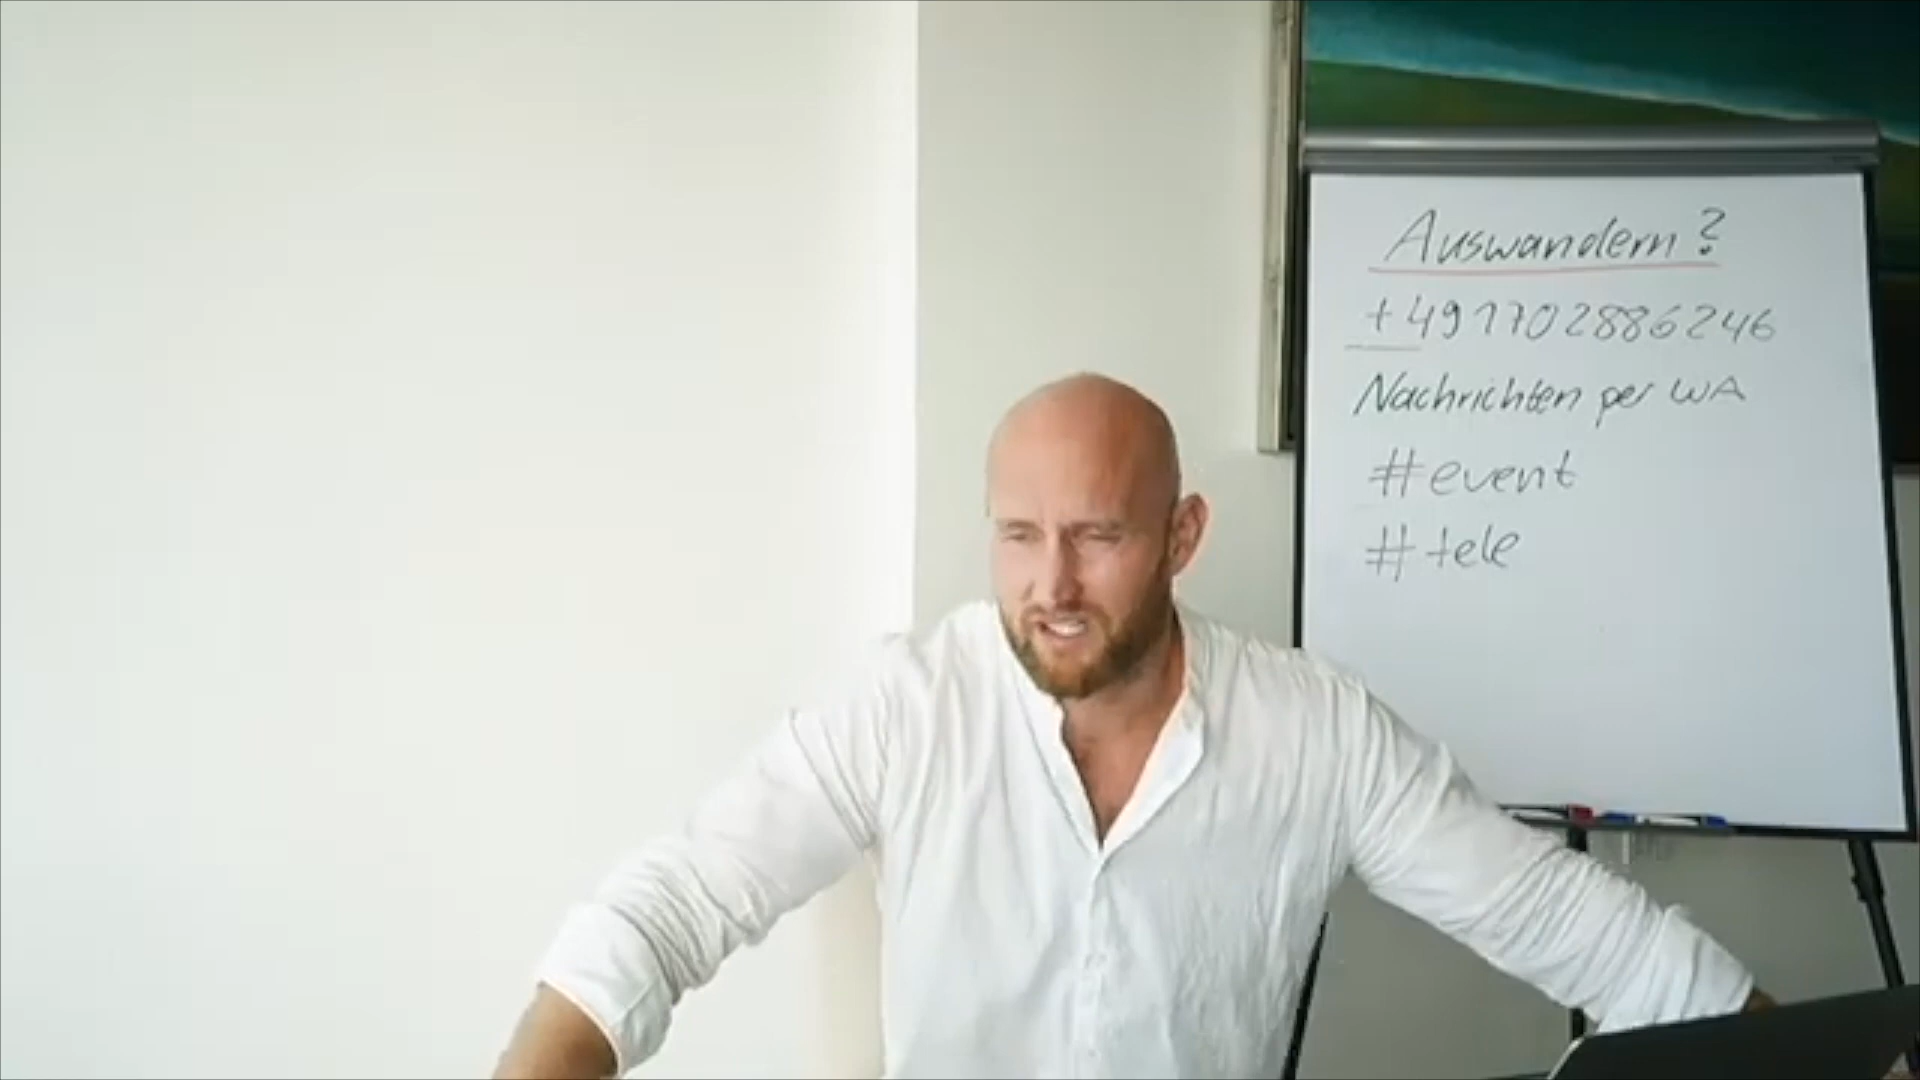 Auswandern?
+491702886246
Nachrichten per WA
#event
#tele